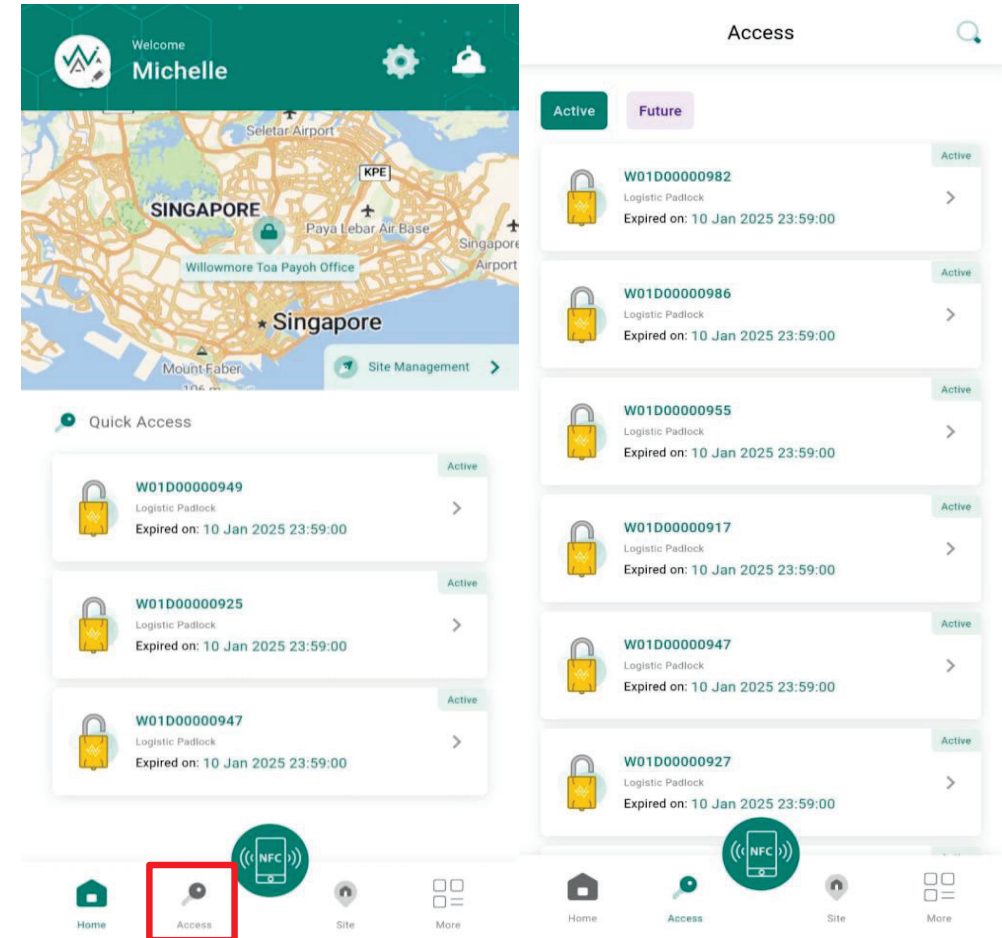 Welcome
Michelle
Seletar Airport
KPE
SINGAPORE
Paya Lebar Air Base
Singapore
Airport
Willowmore Toa Payoh Office
Singapore
Mount Faber
106 m
Site Management
Quick Access
Active
W01D00000949
Logistic Padlock
Expired on: 10 Jan 2025 23:59:00
Active
W01D00000925
Logistic Padlock
Expired on: 10 Jan 2025 23:59:00
Active
W01D00000947
Logistic Padlock
Expired on: 10 Jan 2025 23:59:00
NFC
Home
Access
Site
More
Access
Active
Future
Active
W01D00000982
Logistic Padlock
Expired on: 10 Jan 2025 23:59:00
Active
W01D00000986
Logistic Padlock
Expired on: 10 Jan 2025 23:59:00
Active
W01D00000955
Logistic Padlock
Expired on: 10 Jan 2025 23:59:00
Active
W01D00000917
Logistic Padlock
Expired on: 10 Jan 2025 23:59:00
Active
W01D00000947
Logistic Padlock
Expired on: 10 Jan 2025 23:59:00
Active
W01D00000927
Logistic Padlock
Expired on: 10 Jan 2025 23:59:00
NFC
Home
Access
Site
More